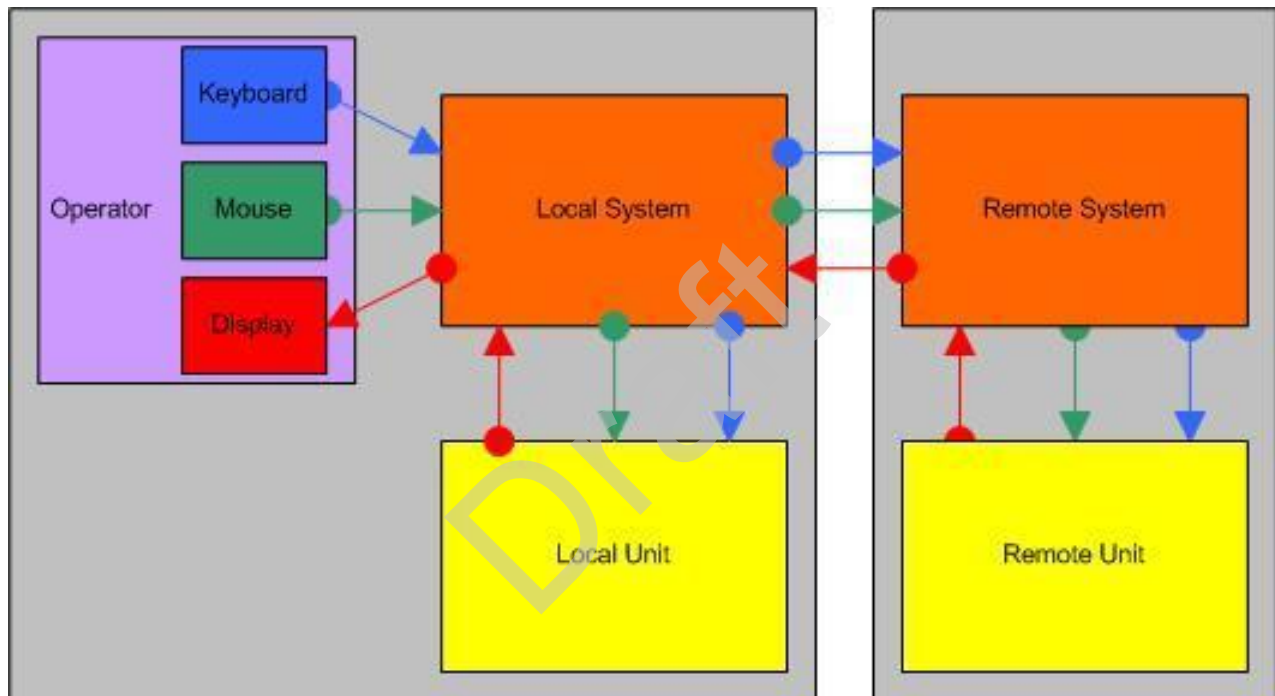 Keyboard
Operator
Mouse
Display
Local System
Remote System
Local Unit
Remote Unit
Draft